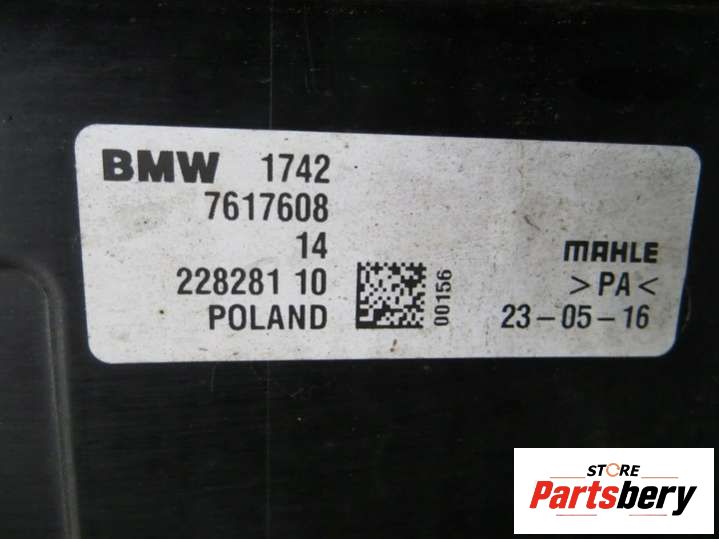 BMW 1742
7617608
14
228281 10
POLAND
00156
MAHLE
>PA<
23-05-16
STORE
Partsbery